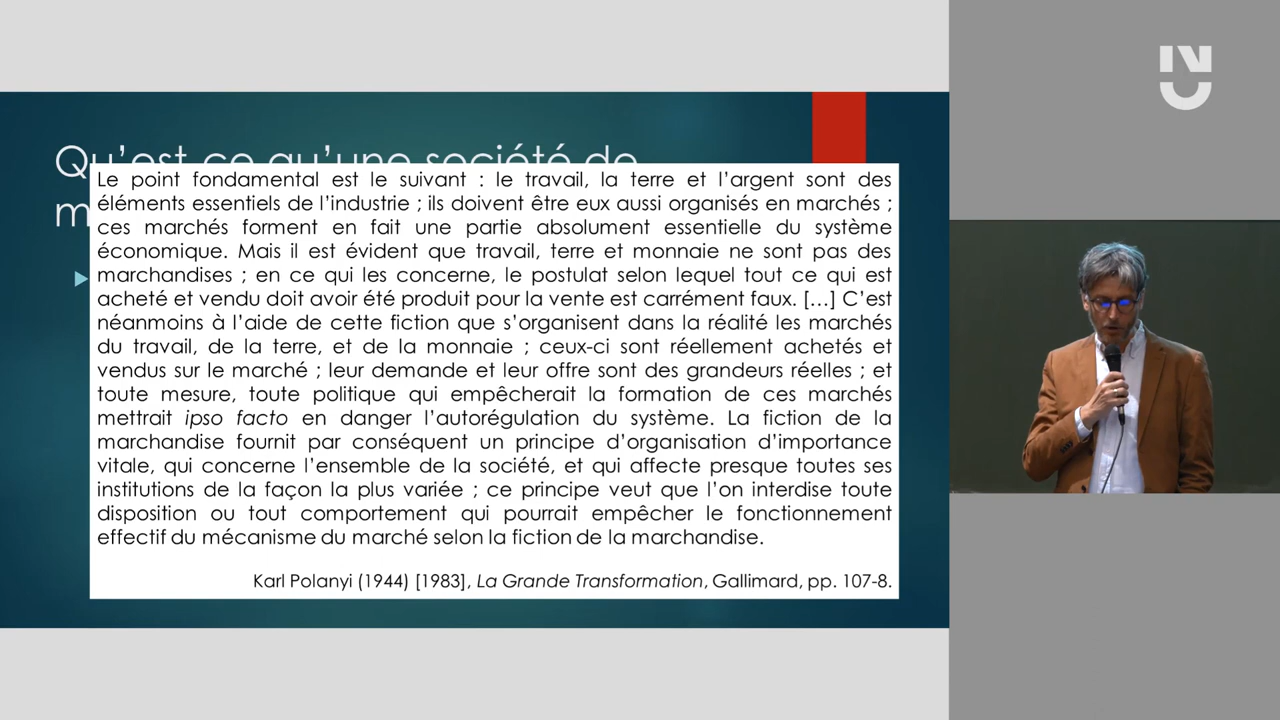 Qu'est ce qu'une société de
m
Le point fondamental est le suivant : le travail, la terre et l'argent sont des
éléments essentiels de l'industrie ; ils doivent être eux aussi organisés en marchés ;
ces marchés forment en fait une partie absolument essentielle du système
économique. Mais il est évident que travail, terre et monnaie ne sont pas des
marchandises ; en ce qui les concerne, le postulat selon lequel tout ce qui est
acheté et vendu doit avoir été produit pour la vente est carrément faux. […] C'est
néanmoins à l'aide de cette fiction que s'organisent dans la réalité les marchés
du travail, de la terre, et de la monnaie ; ceux-ci sont réellement achetés et
vendus sur le marché ; leur demande et leur offre sont des grandeurs réelles ; et
toute mesure, toute politique qui empêcherait la formation de ces marchés
mettrait ipso facto en danger l'autorégulation du système. La fiction de la
marchandise fournit par conséquent un principe d'organisation d'importance
vitale, qui concerne l'ensemble de la société, et qui affecte presque toutes ses
institutions de la façon la plus variée ; ce principe veut que l'on interdise toute
disposition ou tout comportement qui pourrait empêcher le fonctionnement
effectif du mécanisme du marché selon la fiction de la marchandise.
Karl Polanyi (1944) [1983], La Grande Transformation, Gallimard, pp. 107-8.